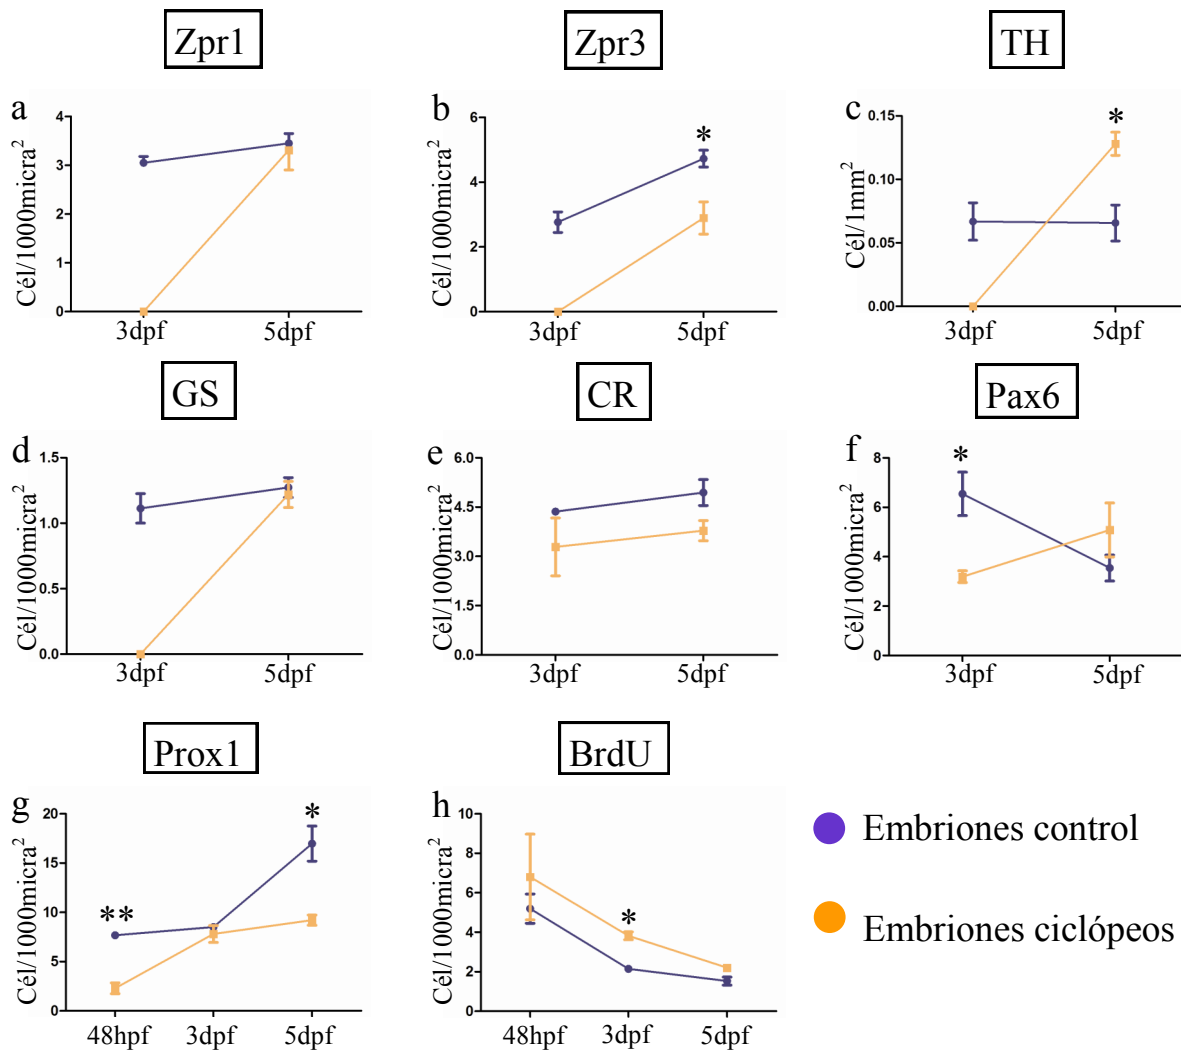 Zpr1
Zpr3
TH
a
Cél/1000micra²
4
3
2
1
0
3dpf
5dpf
b
Cél/1000micra²
6
4
2
0
*
3dpf
5dpf
c
Cél/1mm²
0.15
0.10
0.05
0.00
*
3dpf
5dpf
GS
CR
Pax6
d
Cél/1000micra²
1.5
1.0
0.5
0.0
3dpf
5dpf
e
Cél/1000micra²
6.0
4.5
3.0
1.5
0.0
3dpf
5dpf
f
Cél/1000micra²
8
6
4
2
0
*
3dpf
5dpf
Prox1
BrdU
g
Cél/1000micra²
20
15
10
5
0
**
*
48hpf
3dpf
5dpf
h
Cél/1000micra²
10
8
6
4
2
0
*
48hpf
3dpf
5dpf
Embriones control
Embriones ciclópeos